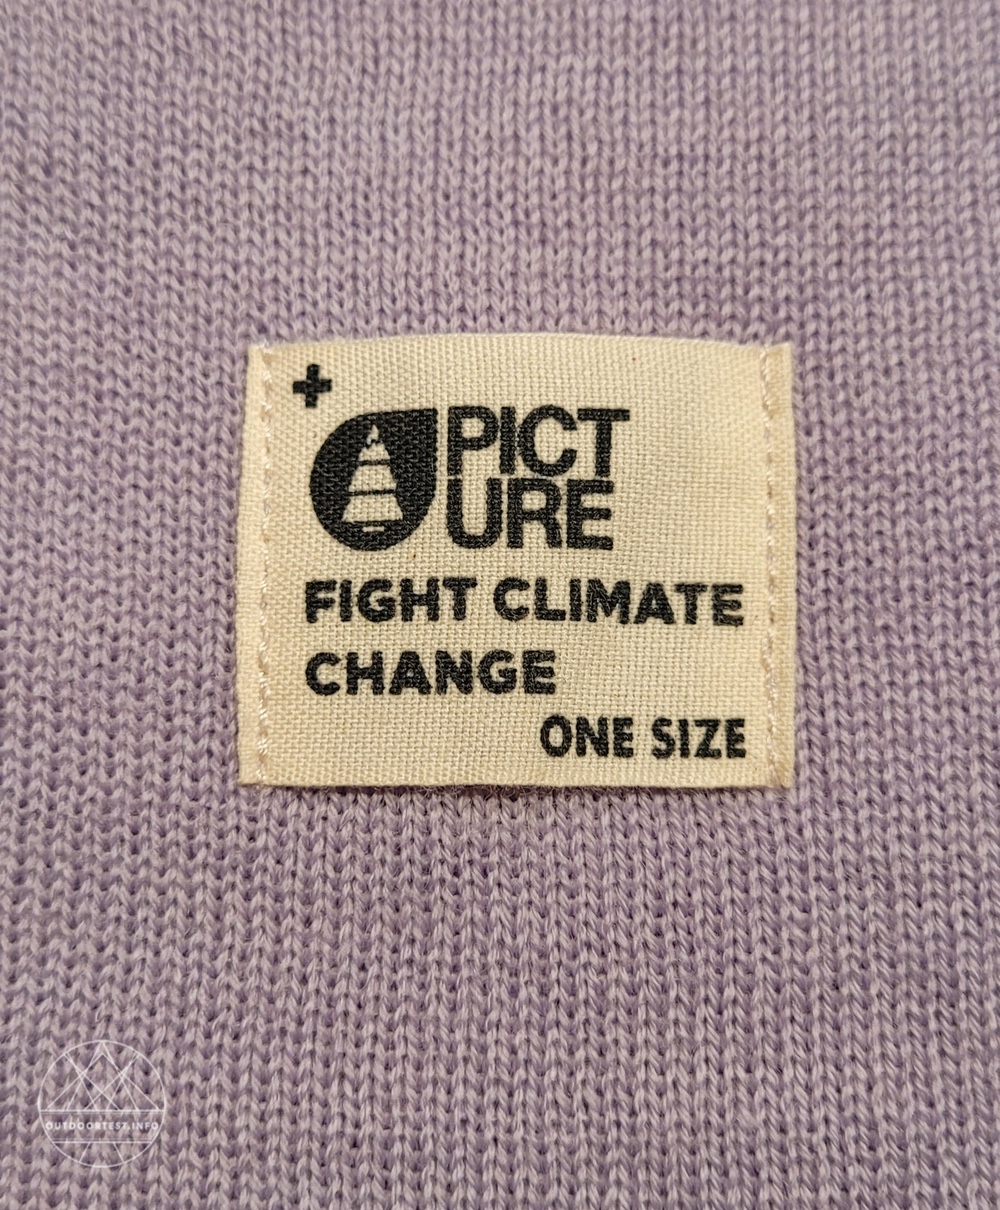 +
PICT
URE
FIGHT CLIMATE
CHANGE
ONE SIZE
OUTDOORTEST.INFO